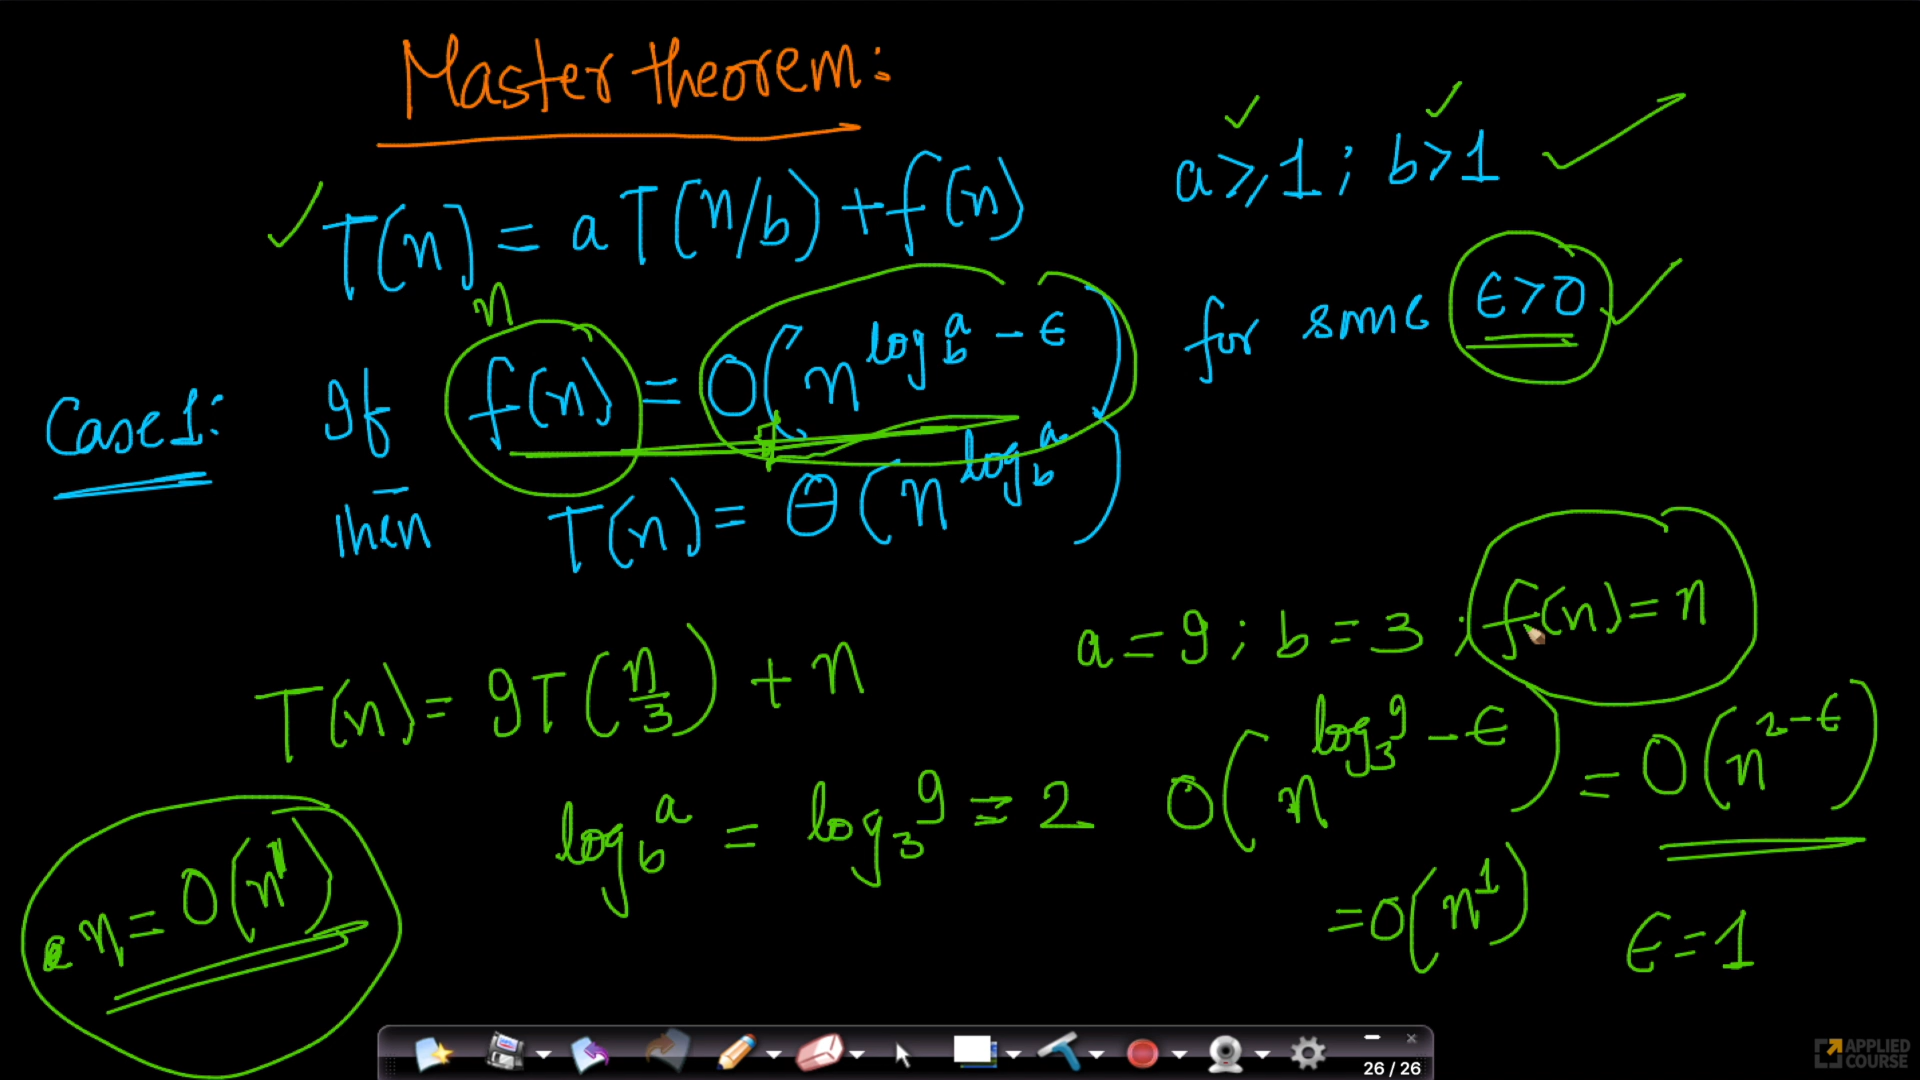 Master theorem:
a ≥ 1 ; b > 1
T(n) = a T(n/b) + f(n)
n
Case 1: If f(n) = O(n^(log_b a - ε)) for some ε > 0
then T(n) = θ(n^(log_b a))
T(n) = 9T(n/3) + n
a = 9 ; b = 3 ; f(n) = n
log_b a = log_3 9 = 2
O(n^(log_3 9 - ε)) = O(n^(2-ε))
= O(n^1) ε = 1
n = O(n^1)
26 / 26
APPLIED
COURSE